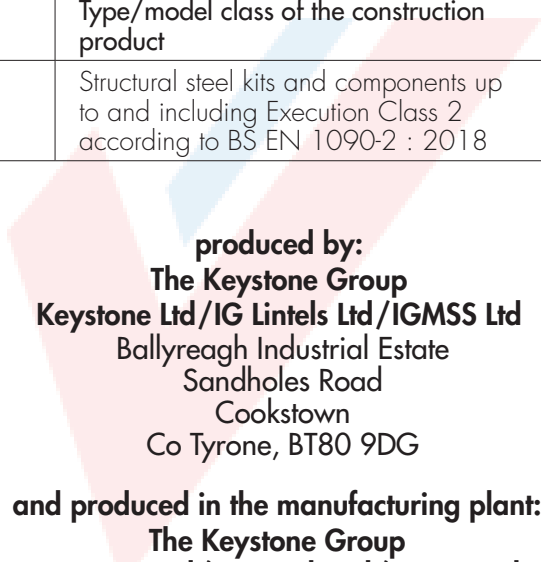 Type/model class of the construction
product
Structural steel kits and components up
to and including Execution Class 2
according to BS EN 1090-2 : 2018
produced by:
The Keystone Group
Keystone Ltd/IG Lintels Ltd/IGMSS Ltd
Ballyreagh Industrial Estate
Sandholes Road
Cookstown
Co Tyrone, BT80 9DG
and produced in the manufacturing plant:
The Keystone Group